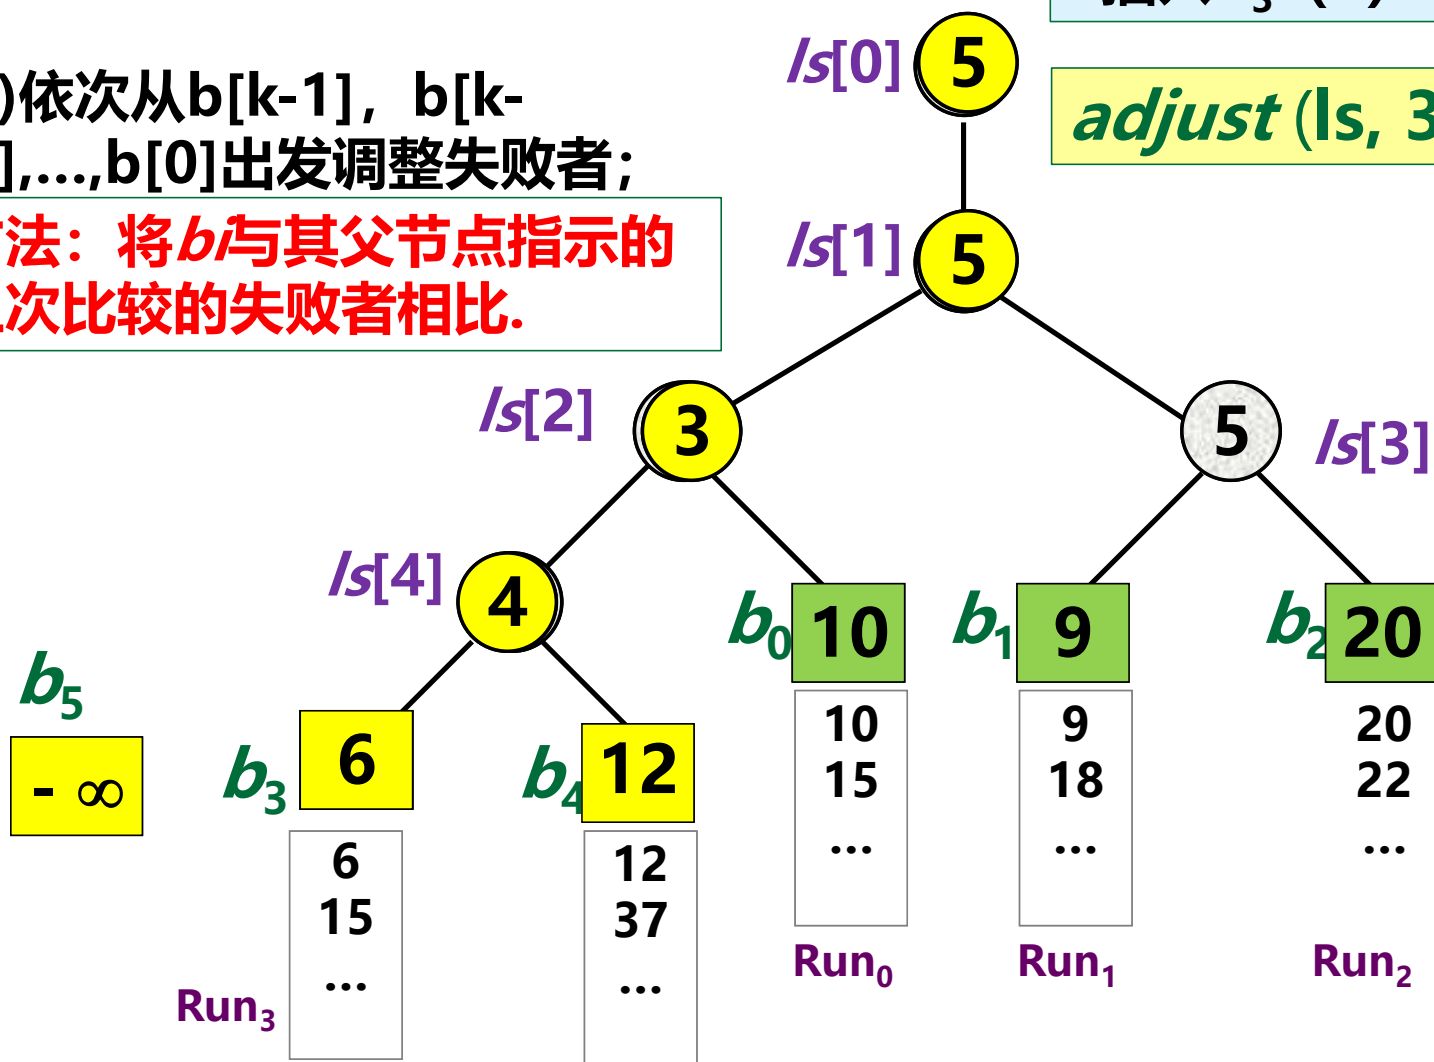 )依次从b[k-1]，b[k-
],…,b[0]出发调整失败者；
法：将bi与其父节点指示的
次比较的失败者相比.
adjust (ls, 3
ls[0] 5
ls[1] 5
ls[2] 3
5 ls[3]
ls[4] 4
b0 10
b1 9
b2 20
b5
- ∞
b3 6
b4 12
10
15
...
Run0
9
18
...
Run1
20
22
...
Run2
6
15
...
Run3
12
37
...